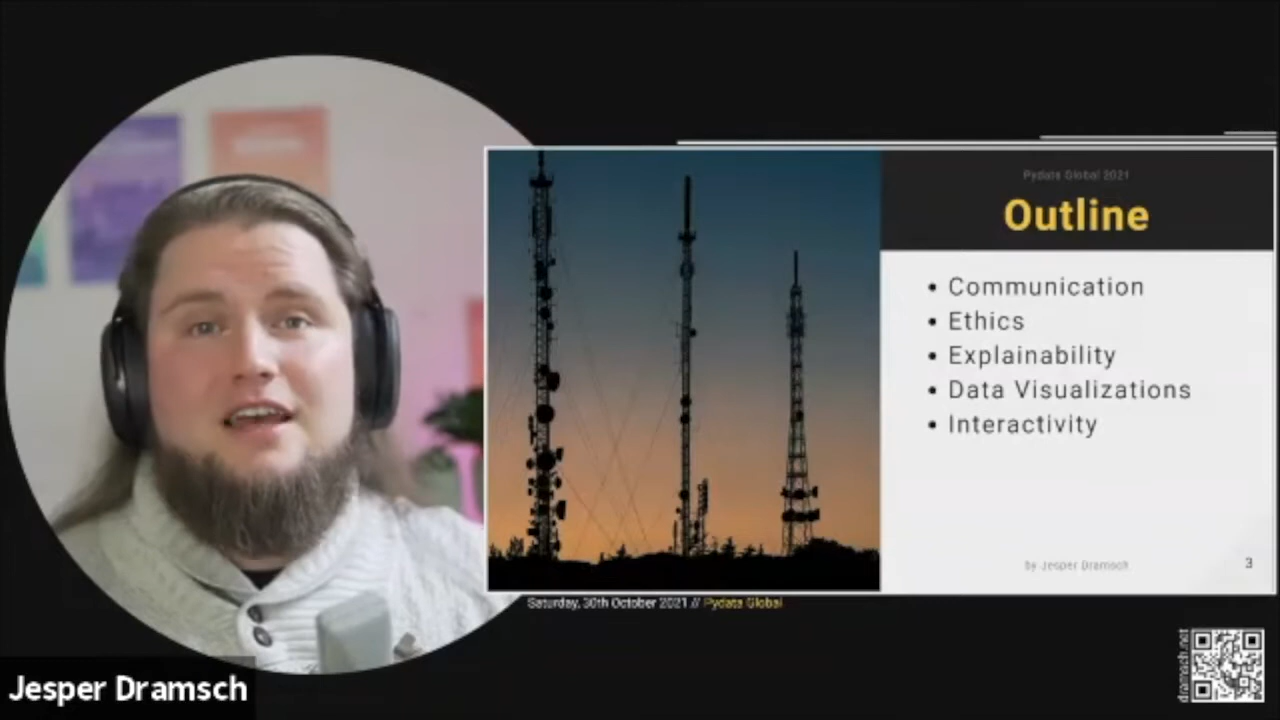 Pydata Global 2021
Outline
• Communication
• Ethics
• Explainability
• Data Visualizations
• Interactivity
by Jesper Dramsch
3
Saturday, 30th October 2021 // Pydata Global
dramsch.net
Jesper Dramsch